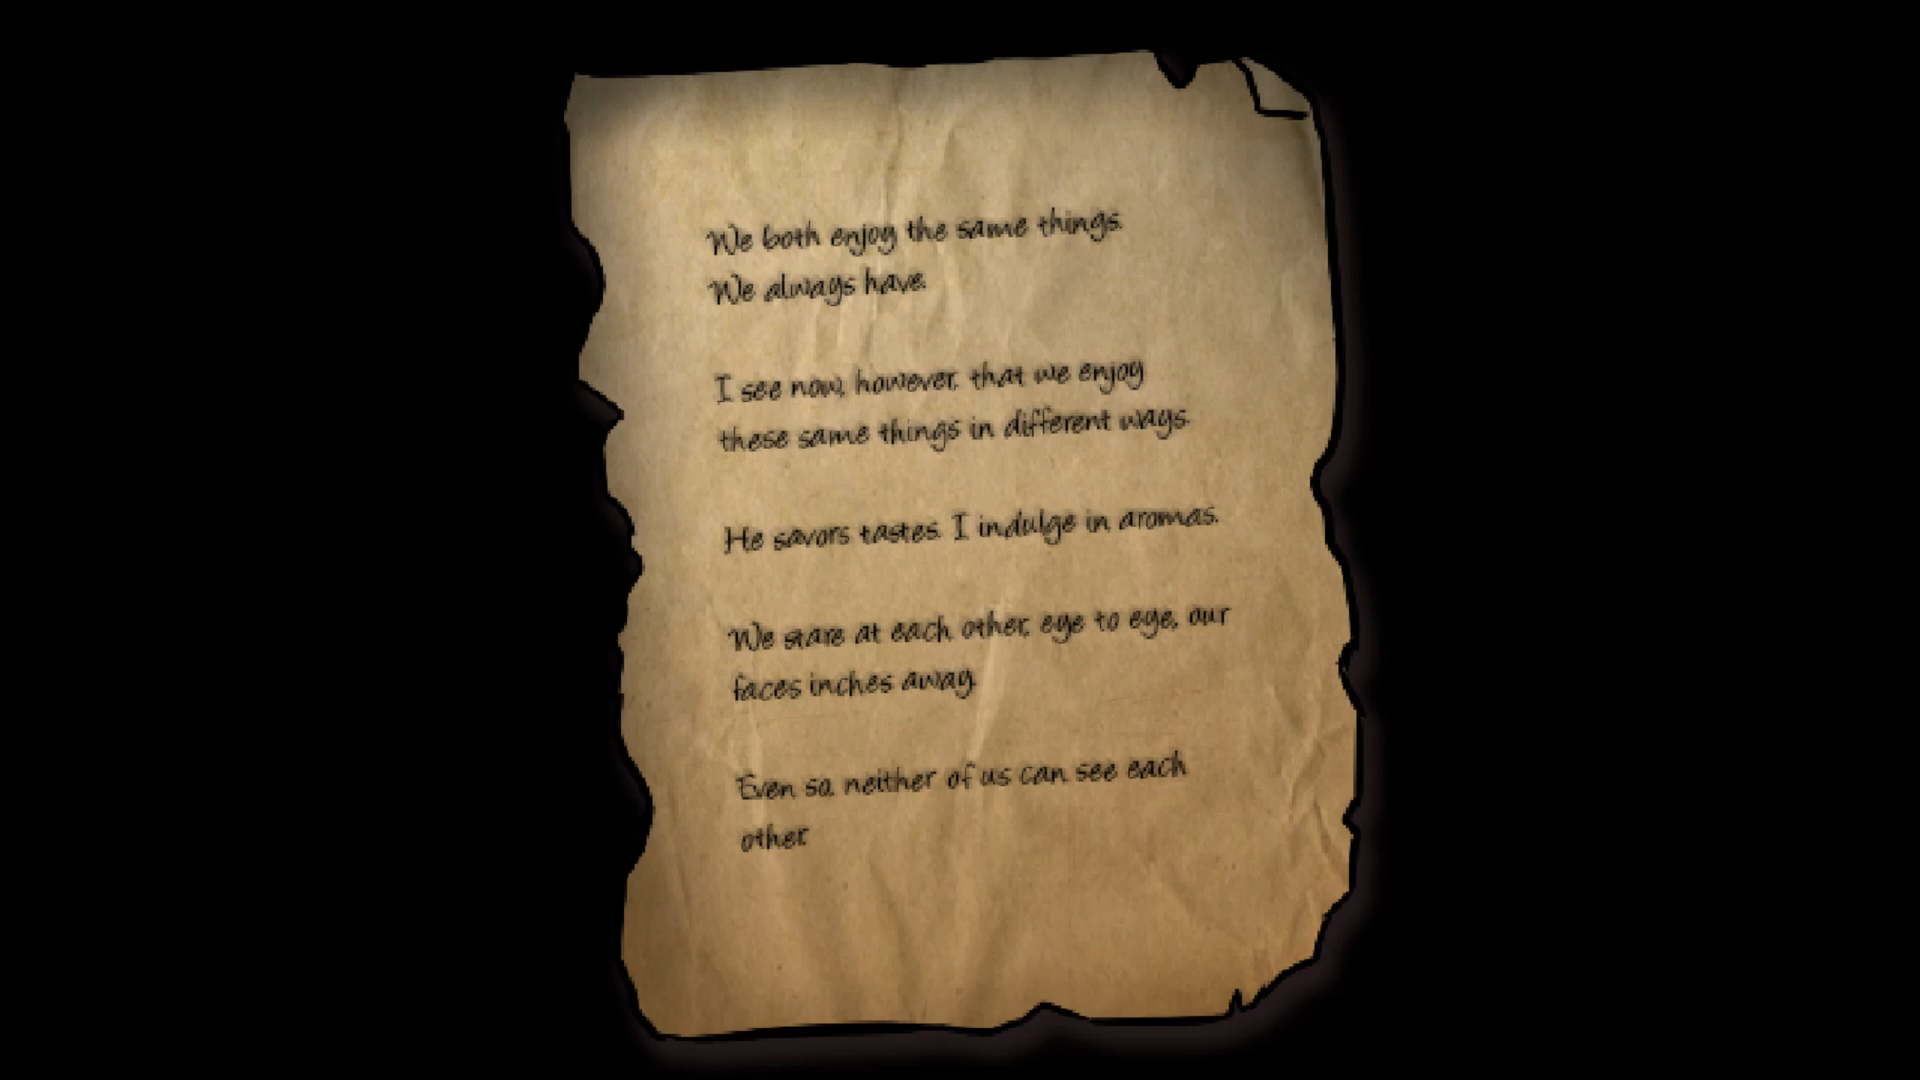 We both enjoy the same things.
We always have.
I see now, however, that we enjoy
these same things in different ways.
He savors tastes. I indulge in aromas.
We stare at each other, eye to eye, our
faces inches away.
Even so, neither of us can see each
other.